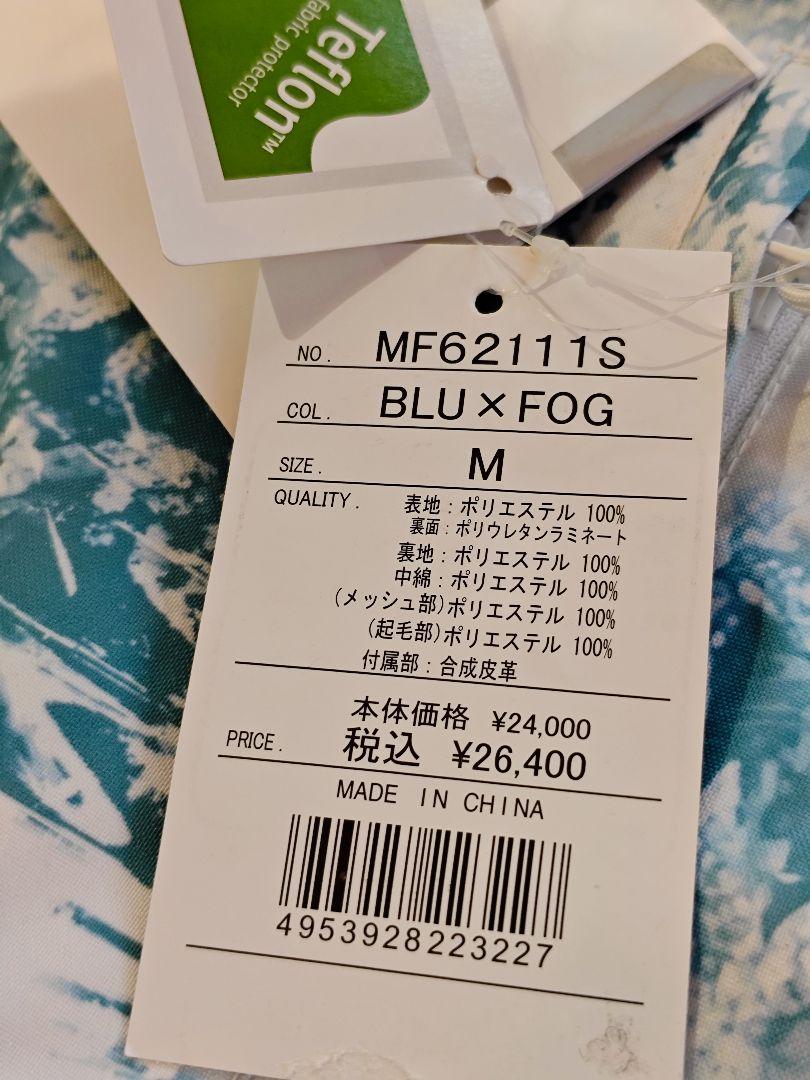 Teflon™
fabric protector
NO. MF62111S
COL. BLU×FOG
SIZE. M
QUALITY. 表地:ポリエステル 100%
裏面:ポリウレタンラミネート
裏地:ポリエステル 100%
中綿:ポリエステル 100%
(メッシュ部)ポリエステル 100%
(起毛部)ポリエステル 100%
付属部:合成皮革
本体価格 ¥24,000
PRICE. 税込 ¥26,400
MADE IN CHINA
4953928223227